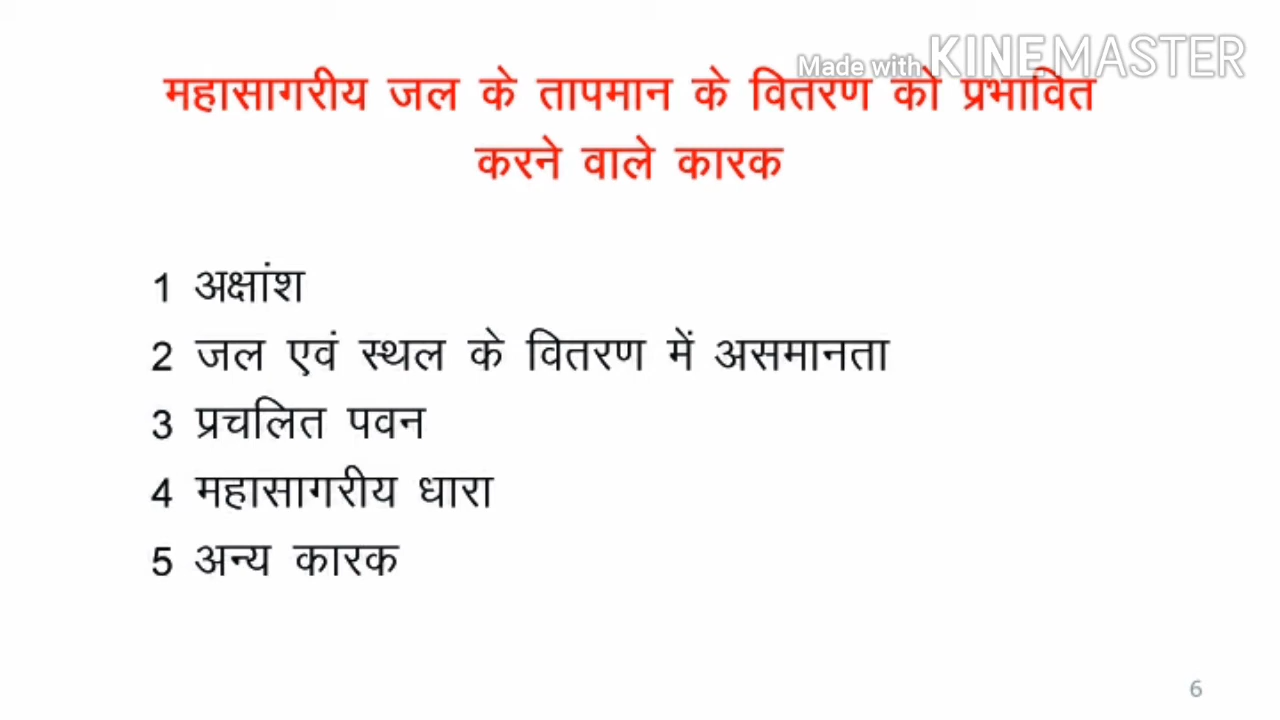 Made with KINEMASTER
महासागरीय जल के तापमान के वितरण को प्रभावित
करने वाले कारक
1 अक्षांश
2 जल एवं स्थल के वितरण में असमानता
3 प्रचलित पवन
4 महासागरीय धारा
5 अन्य कारक
6